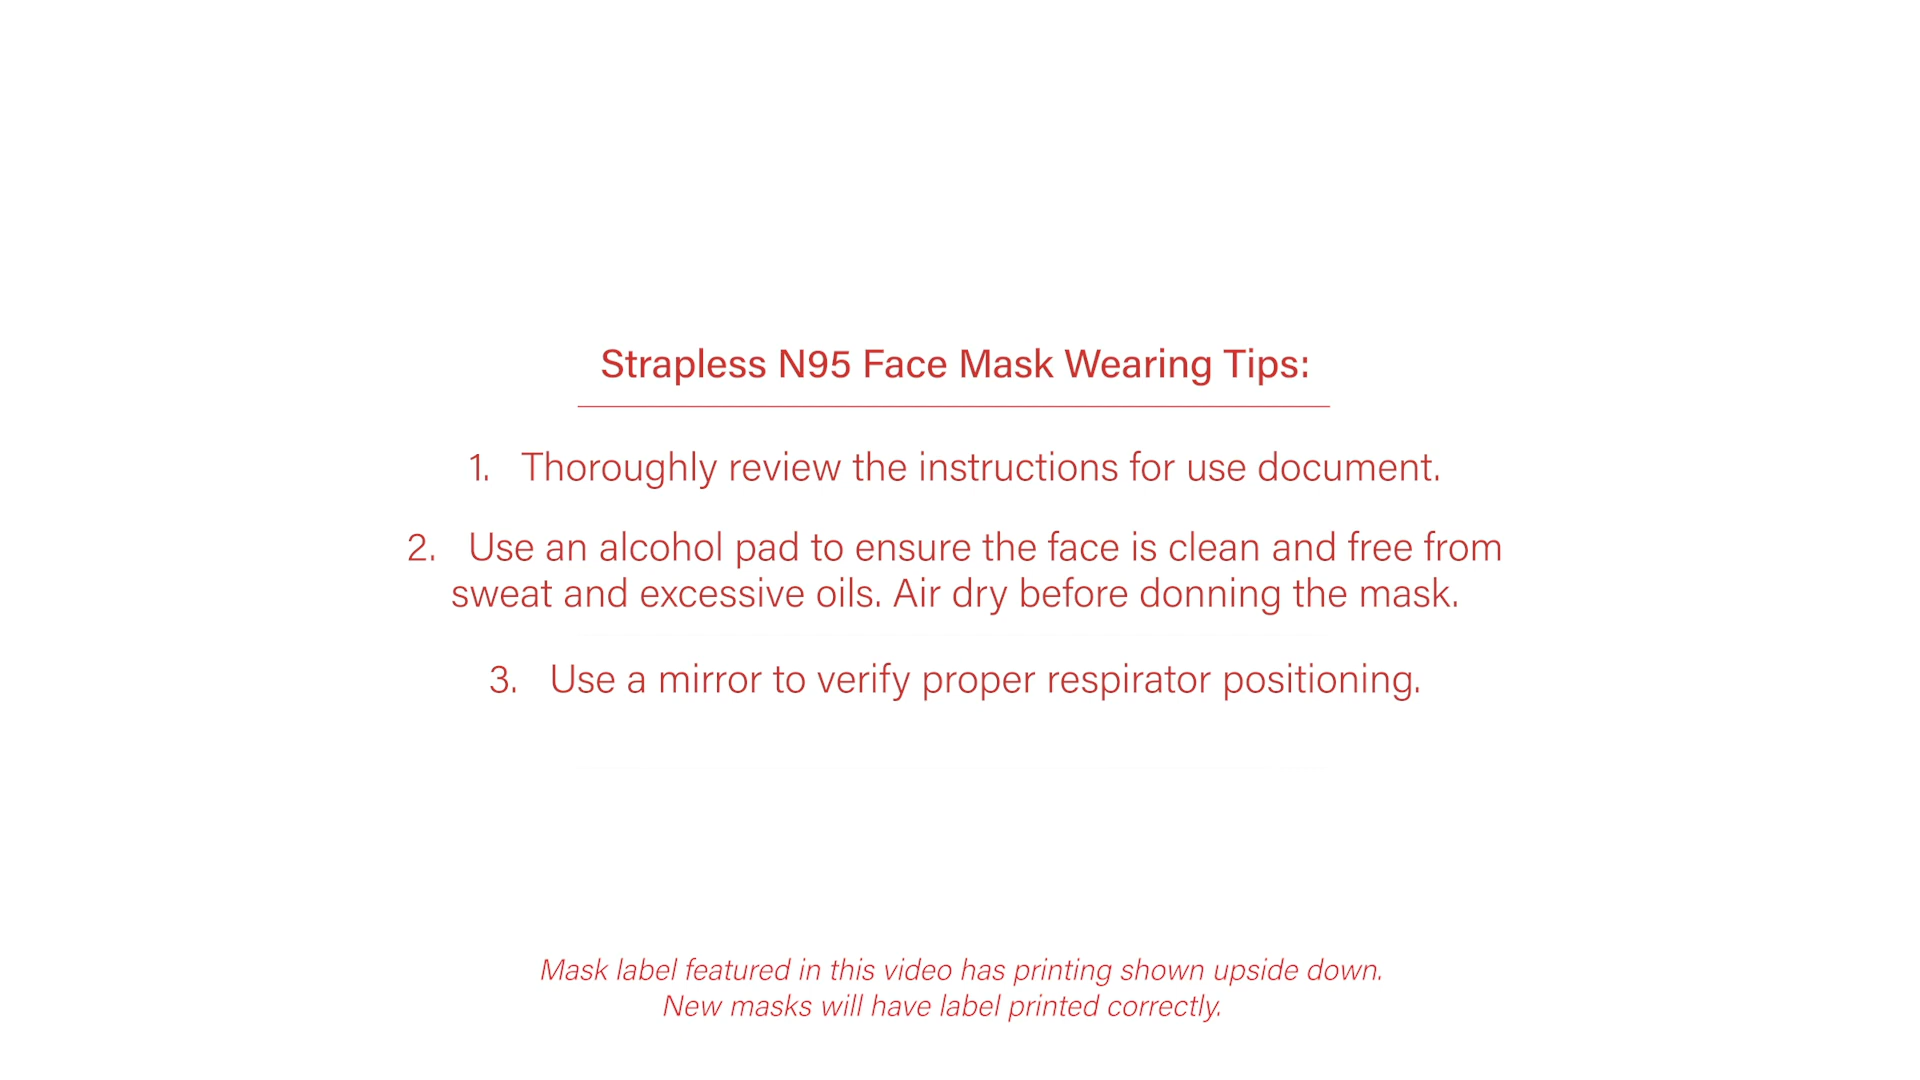 Strapless N95 Face Mask Wearing Tips:
1. Thoroughly review the instructions for use document.
2. Use an alcohol pad to ensure the face is clean and free from
sweat and excessive oils. Air dry before donning the mask.
3. Use a mirror to verify proper respirator positioning.
Mask label featured in this video has printing shown upside down.
New masks will have label printed correctly.